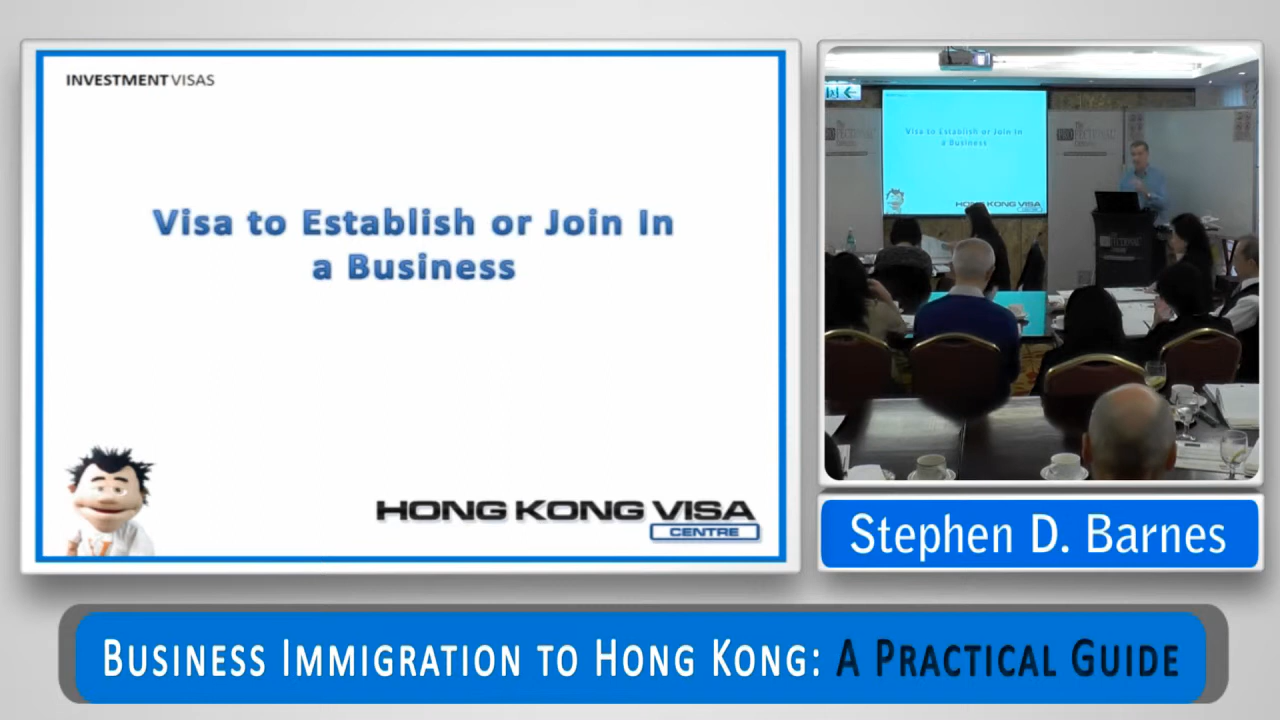 INVESTMENT VISAS
Visa to Establish or Join In
a Business
HONG KONG VISA
CENTRE
Visa to Establish or Join In
a Business
HONG KONG VISA
Stephen D. Barnes
BUSINESS IMMIGRATION TO HONG KONG: A PRACTICAL GUIDE